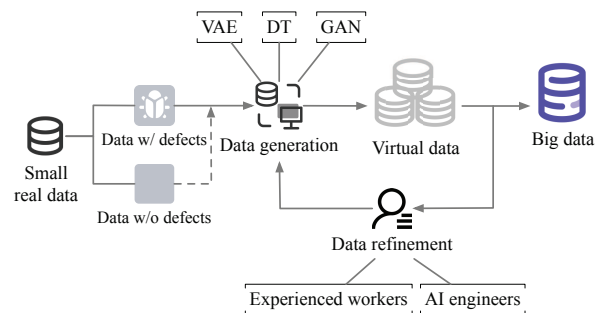 VAE
DT
GAN
Data w/ defects
Data generation
Virtual data
Big data
Small
real data
Data w/o defects
Data refinement
Experienced workers
AI engineers